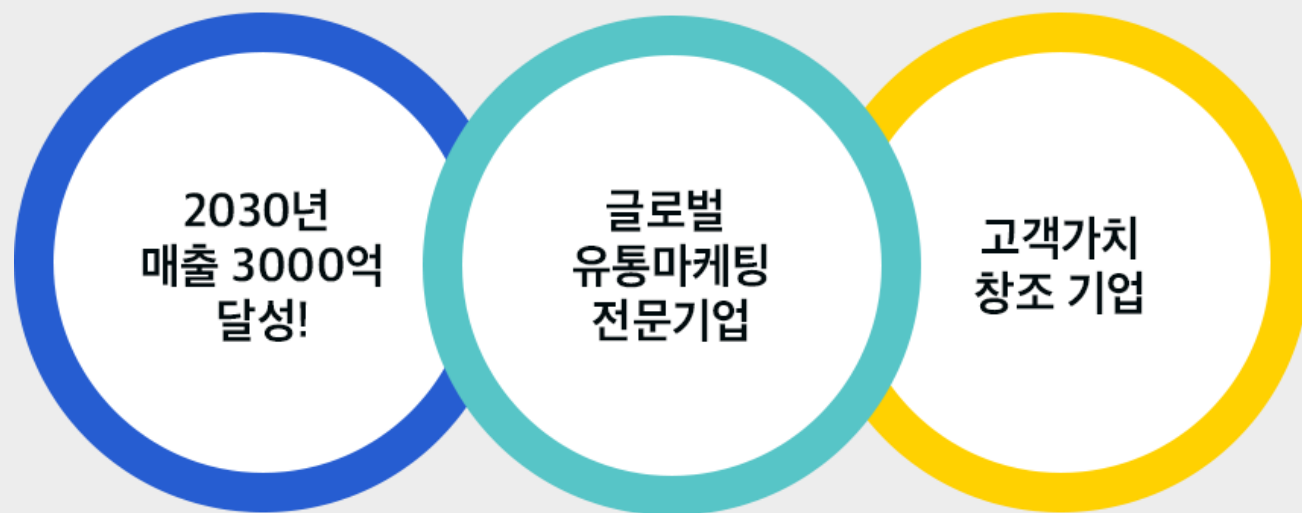 2030년
매출 3000억
달성!
글로벌
유통마케팅
전문기업
고객가치
창조 기업